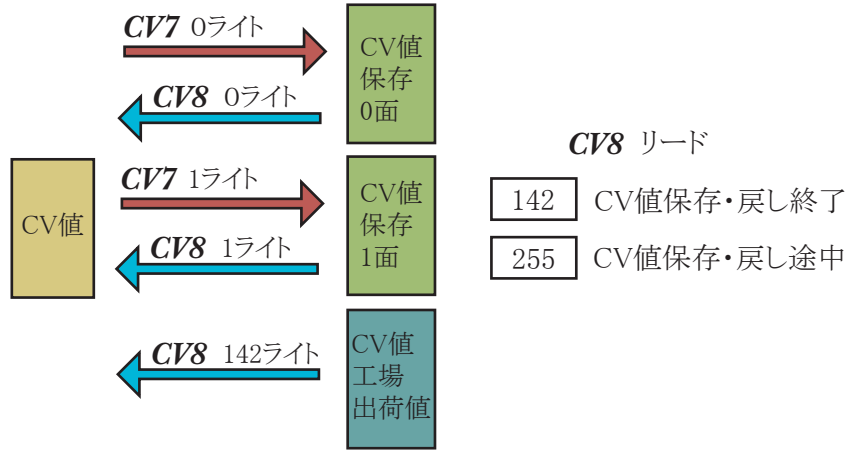 CV7 0ライト
CV8 0ライト
CV値
保存
0面
CV値
CV7 1ライト
CV8 1ライト
CV値
保存
1面
CV8 142ライト
CV値
工場
出荷値
CV8 リード
142 CV値保存・戻し終了
255 CV値保存・戻し途中